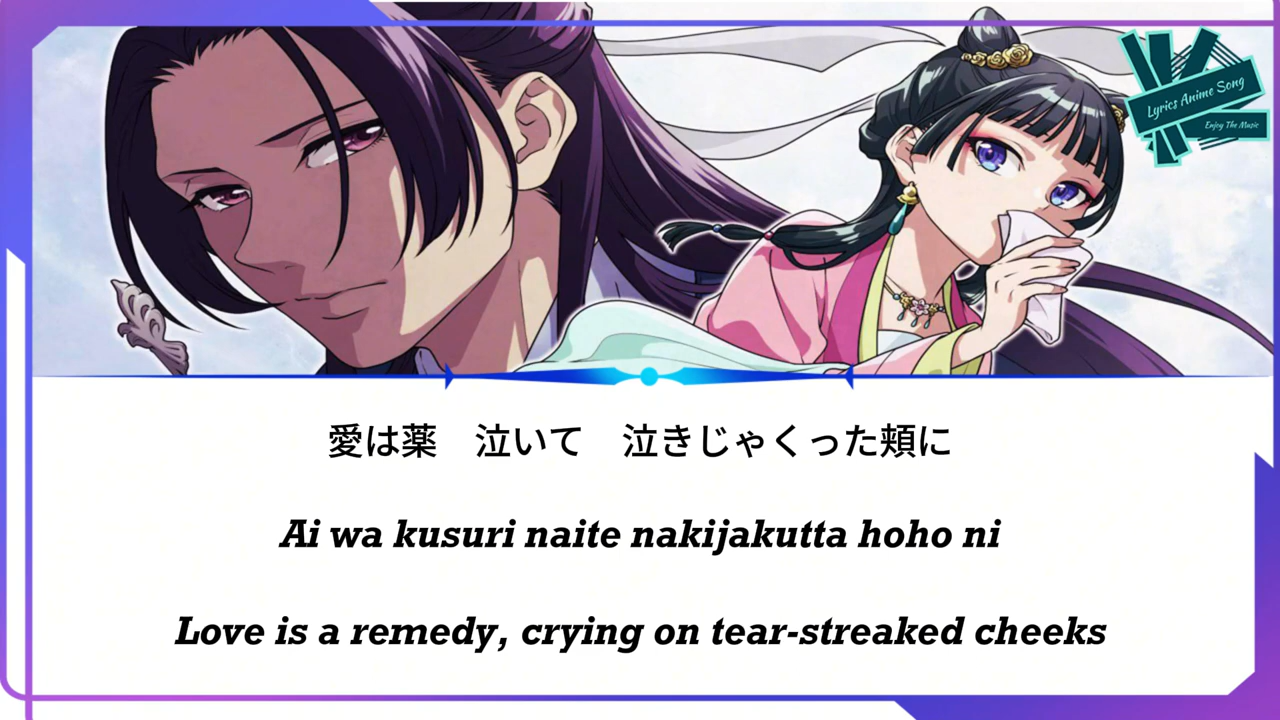 Lyrics Anime Song
Enjoy The Music
愛は薬　泣いて　泣きじゃくった頬に
Ai wa kusuri naite nakijakutta hoho ni
Love is a remedy, crying on tear-streaked cheeks